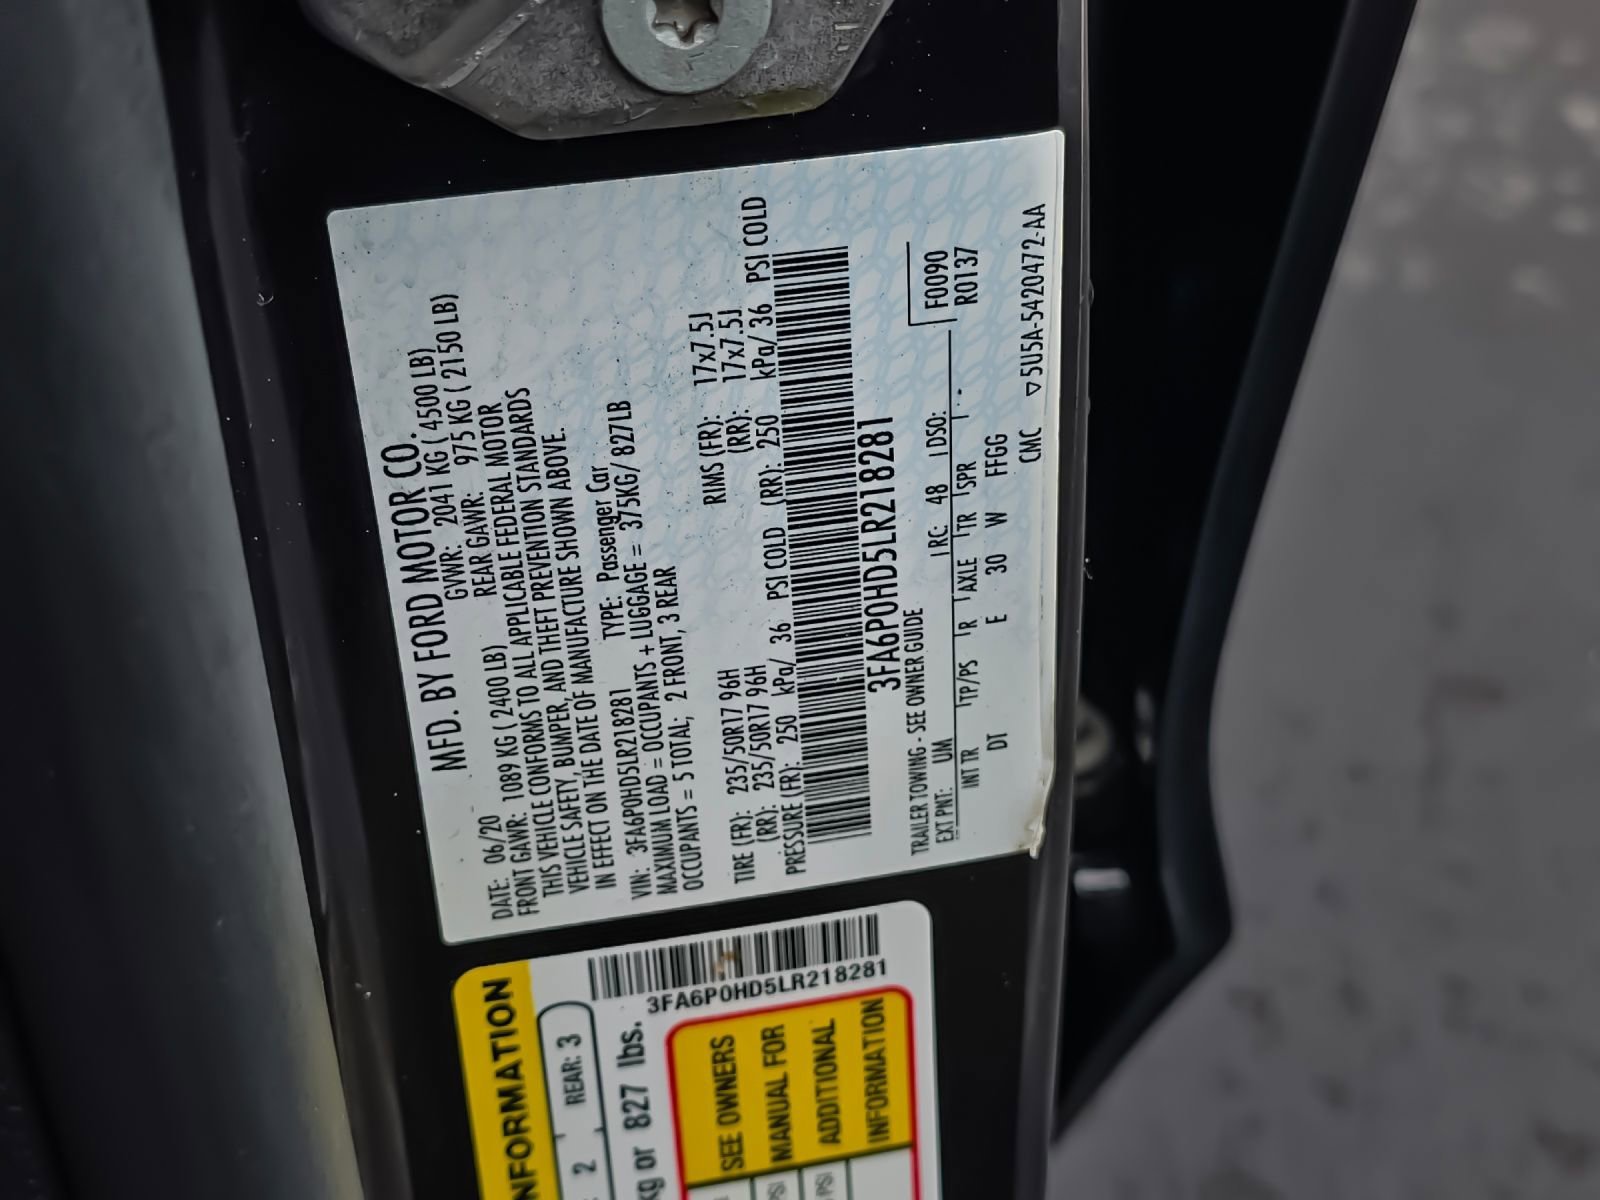 MFD. BY FORD MOTOR CO.
DATE: 06/20 GVWR: 2041 KG ( 4500 LB)
FRONT GAWR: 1089 KG ( 2400 LB) REAR GAWR: 975 KG ( 2150 LB)
THIS VEHICLE CONFORMS TO ALL APPLICABLE FEDERAL MOTOR
VEHICLE SAFETY, BUMPER, AND THEFT PREVENTION STANDARDS
IN EFFECT ON THE DATE OF MANUFACTURE SHOWN ABOVE.
VIN: 3FA6P0HD5LR218281 TYPE: Passenger Car
MAXIMUM LOAD = OCCUPANTS + LUGGAGE = 375KG/ 827LB
OCCUPANTS = 5 TOTAL; 2 FRONT, 3 REAR
TIRE (FR): 235/50R17 96H RIMS (FR): 17x7.5J
(RR): 235/50R17 96H (RR): 17x7.5J
PRESSURE (FR): 250 kPa/ 36 PSI COLD (RR): 250 kPa/ 36 PSI COLD
3FA6P0HD5LR218281
TRAILER TOWING - SEE OWNER GUIDE F0090
EXT PNT: UM RC: 48 DSO: R0137
INT TR TP/PS R AXLE TR SPR
DT E 30 W FFGG
CMC ▽5U5A-5420472-AA
3FA6P0HD5LR218281
NFORMATION
2 REAR: 3
kg or 827 lbs.
SEE OWNERS
MANUAL FOR
ADDITIONAL
INFORMATION
PSI
PSI